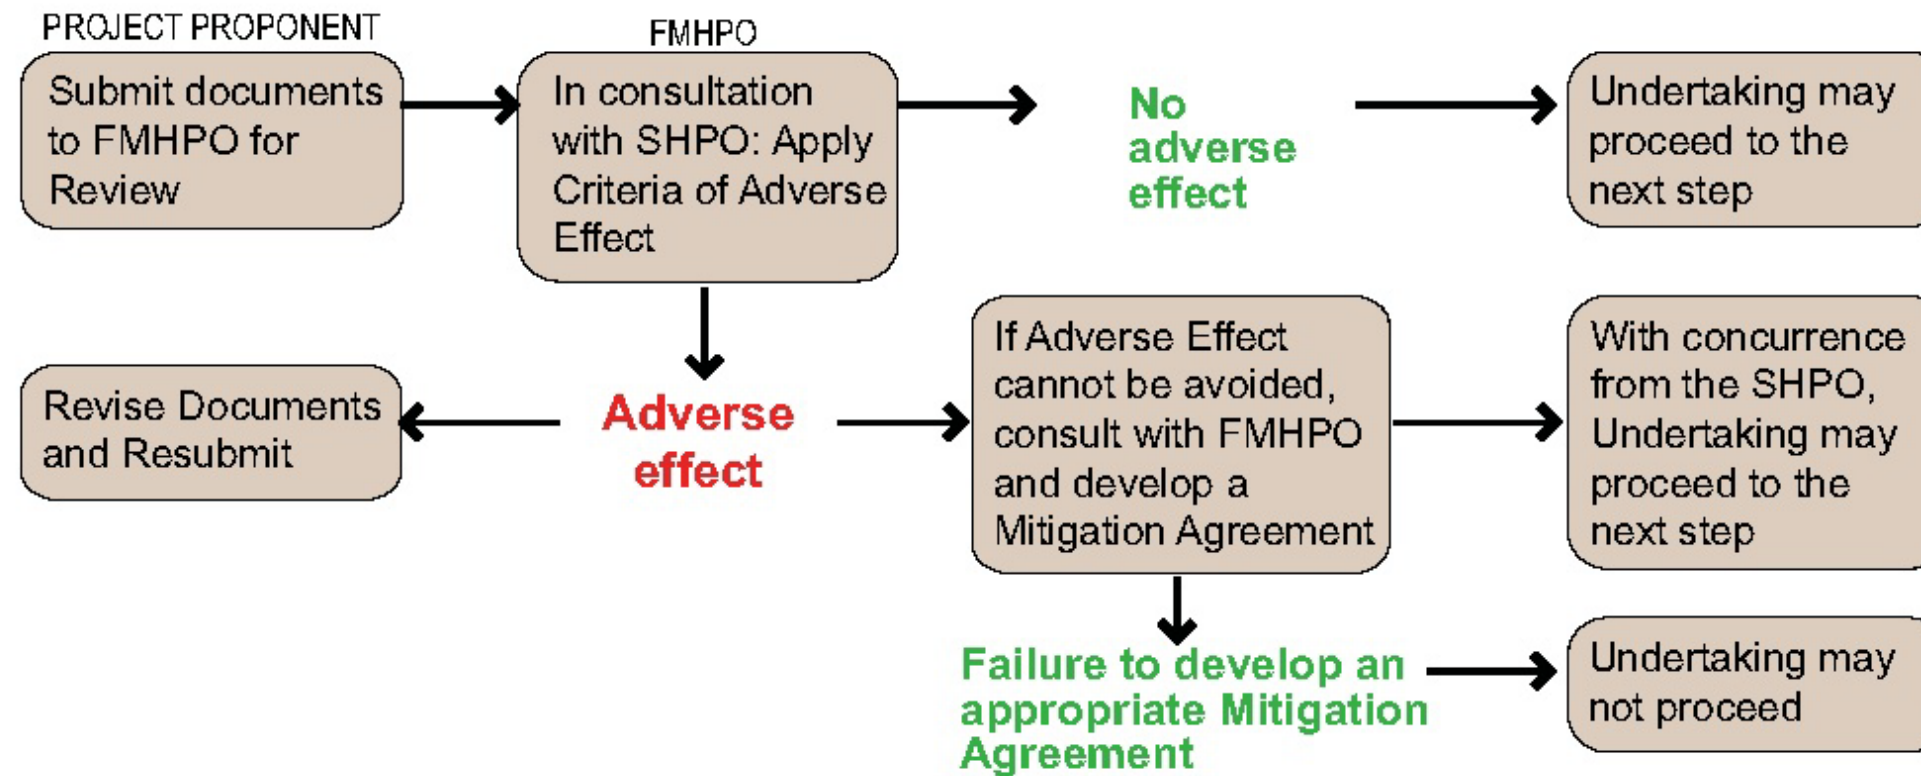 PROJECT PROPONENT
FMHPO
Submit documents
to FMHPO for
Review
In consultation
with SHPO: Apply
Criteria of Adverse
Effect
No
adverse
effect
Undertaking may
proceed to the
next step
Revise Documents
and Resubmit
Adverse
effect
If Adverse Effect
cannot be avoided,
consult with FMHPO
and develop a
Mitigation Agreement
With concurrence
from the SHPO,
Undertaking may
proceed to the
next step
Failure to develop an
appropriate Mitigation
Agreement
Undertaking may
not proceed